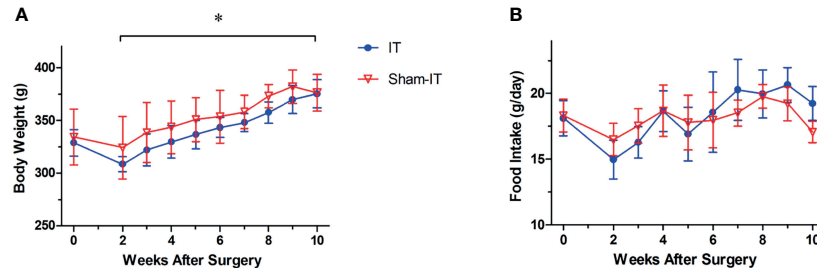 A
*
Body Weight (g)
400
350
300
250
0 2 4 6 8 10
Weeks After Surgery
IT
Sham-IT
B
Food Intake (g/day)
20
15
10
0 2 4 6 8 10
Weeks After Surgery